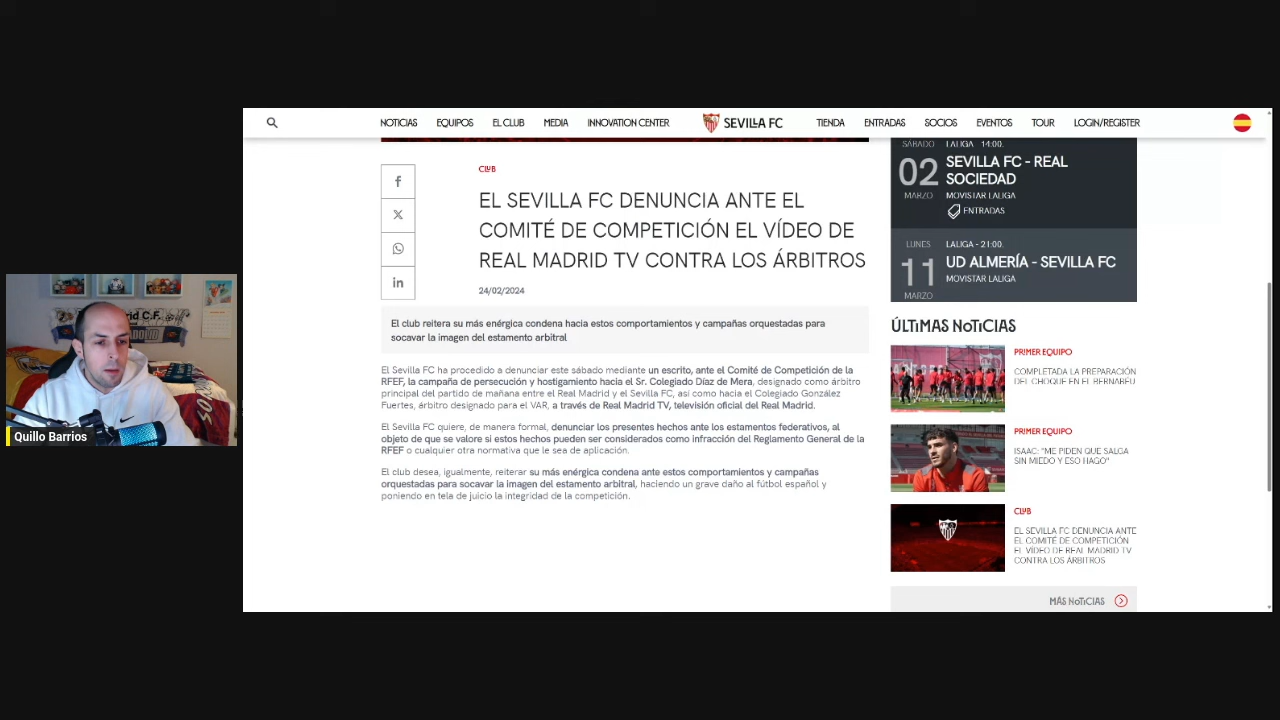 NOTICIAS EQUIPOS EL CLUB MEDIA INNOVATION CENTER SEVILLA FC TIENDA ENTRADAS SOCIOS EVENTOS TOUR LOGIN/REGISTER
CLUB
EL SEVILLA FC DENUNCIA ANTE EL
COMITÉ DE COMPETICIÓN EL VÍDEO DE
REAL MADRID TV CONTRA LOS ÁRBITROS
24/02/2024
El club reitera su más enérgica condena hacia estos comportamientos y campañas orquestadas para
socavar la imagen del estamento arbitral
El Sevilla FC ha procedido a denunciar este sábado mediante un escrito, ante el Comité de Competición de la
RFEF, la campaña de persecución y hostigamiento hacia el Sr. Colegiado Díaz de Mera, designado como árbitro
principal del partido de mañana entre el Real Madrid y el Sevilla FC, así como hacia el Colegiado González
Fuertes, árbitro designado para el VAR, a través de Real Madrid TV, televisión oficial del Real Madrid.
El Sevilla FC quiere, de manera formal, denunciar los presentes hechos ante los estamentos federativos, al
objeto de que se valore si estos hechos pueden ser considerados como infracción del Reglamento General de la
RFEF o cualquier otra normativa que le sea de aplicación.
El club desea, igualmente, reiterar su más enérgica condena ante estos comportamientos y campañas
orquestadas para socavar la imagen del estamento arbitral, haciendo un grave daño al fútbol español y
poniendo en tela de juicio la integridad de la competición.
SÁBADO LALIGA - 14:00.
02 SEVILLA FC - REAL
SOCIEDAD
MARZO MOVISTAR LALIGA
ENTRADAS
LUNES LALIGA - 21:00.
11 UD ALMERÍA - SEVILLA FC
MOVISTAR LALIGA
MARZO
ÚLTIMAS NOTICIAS
PRIMER EQUIPO
COMPLETADA LA PREPARACIÓN
DEL CHOQUE EN EL BERNABÉU
PRIMER EQUIPO
ISAAC: "ME PIDEN QUE SALGA
SIN MIEDO Y ESO HAGO"
CLUB
EL SEVILLA FC DENUNCIA ANTE
EL COMITÉ DE COMPETICIÓN
EL VÍDEO DE REAL MADRID TV
CONTRA LOS ÁRBITROS
MÁS NOTICIAS
Quillo Barrios